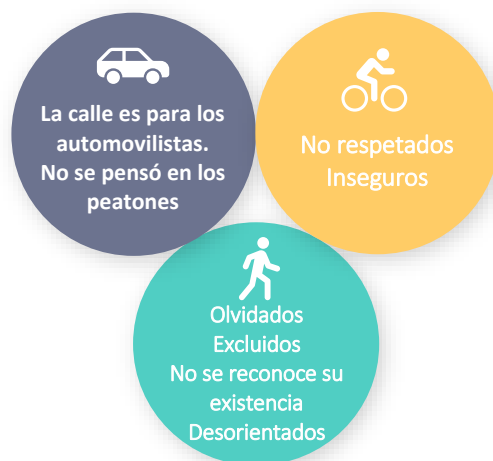 La calle es para los
automovilistas.
No se pensó en los
peatones
No respetados
Inseguros
Olvidados
Excluidos
No se reconoce su
existencia
Desorientados